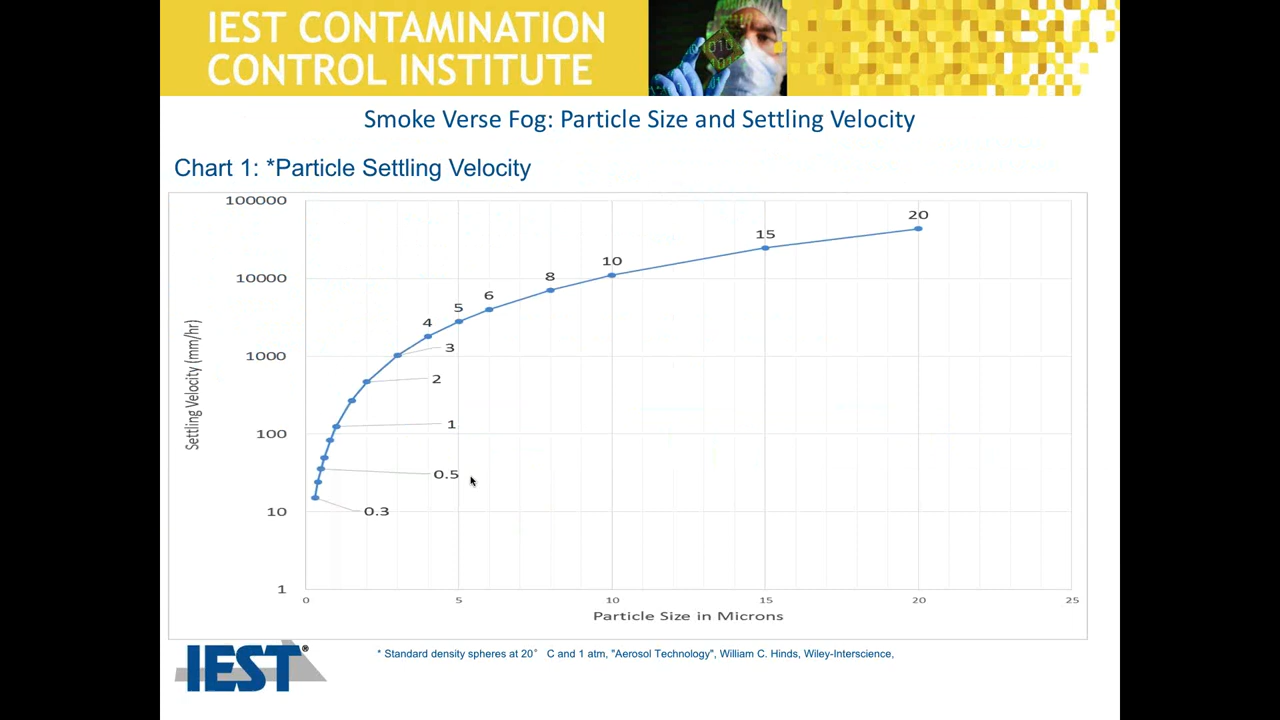 IEST CONTAMINATION
CONTROL INSTITUTE
Smoke Verse Fog: Particle Size and Settling Velocity
Chart 1: *Particle Settling Velocity
100000
10000
1000
100
10
1
Settling Velocity (mm/hr)
20
15
10
8
6
5
4
3
2
1
0.5
0.3
0 5 10 15 20 25
Particle Size in Microns
IEST®
* Standard density spheres at 20° C and 1 atm, "Aerosol Technology", William C. Hinds, Wiley-Interscience,